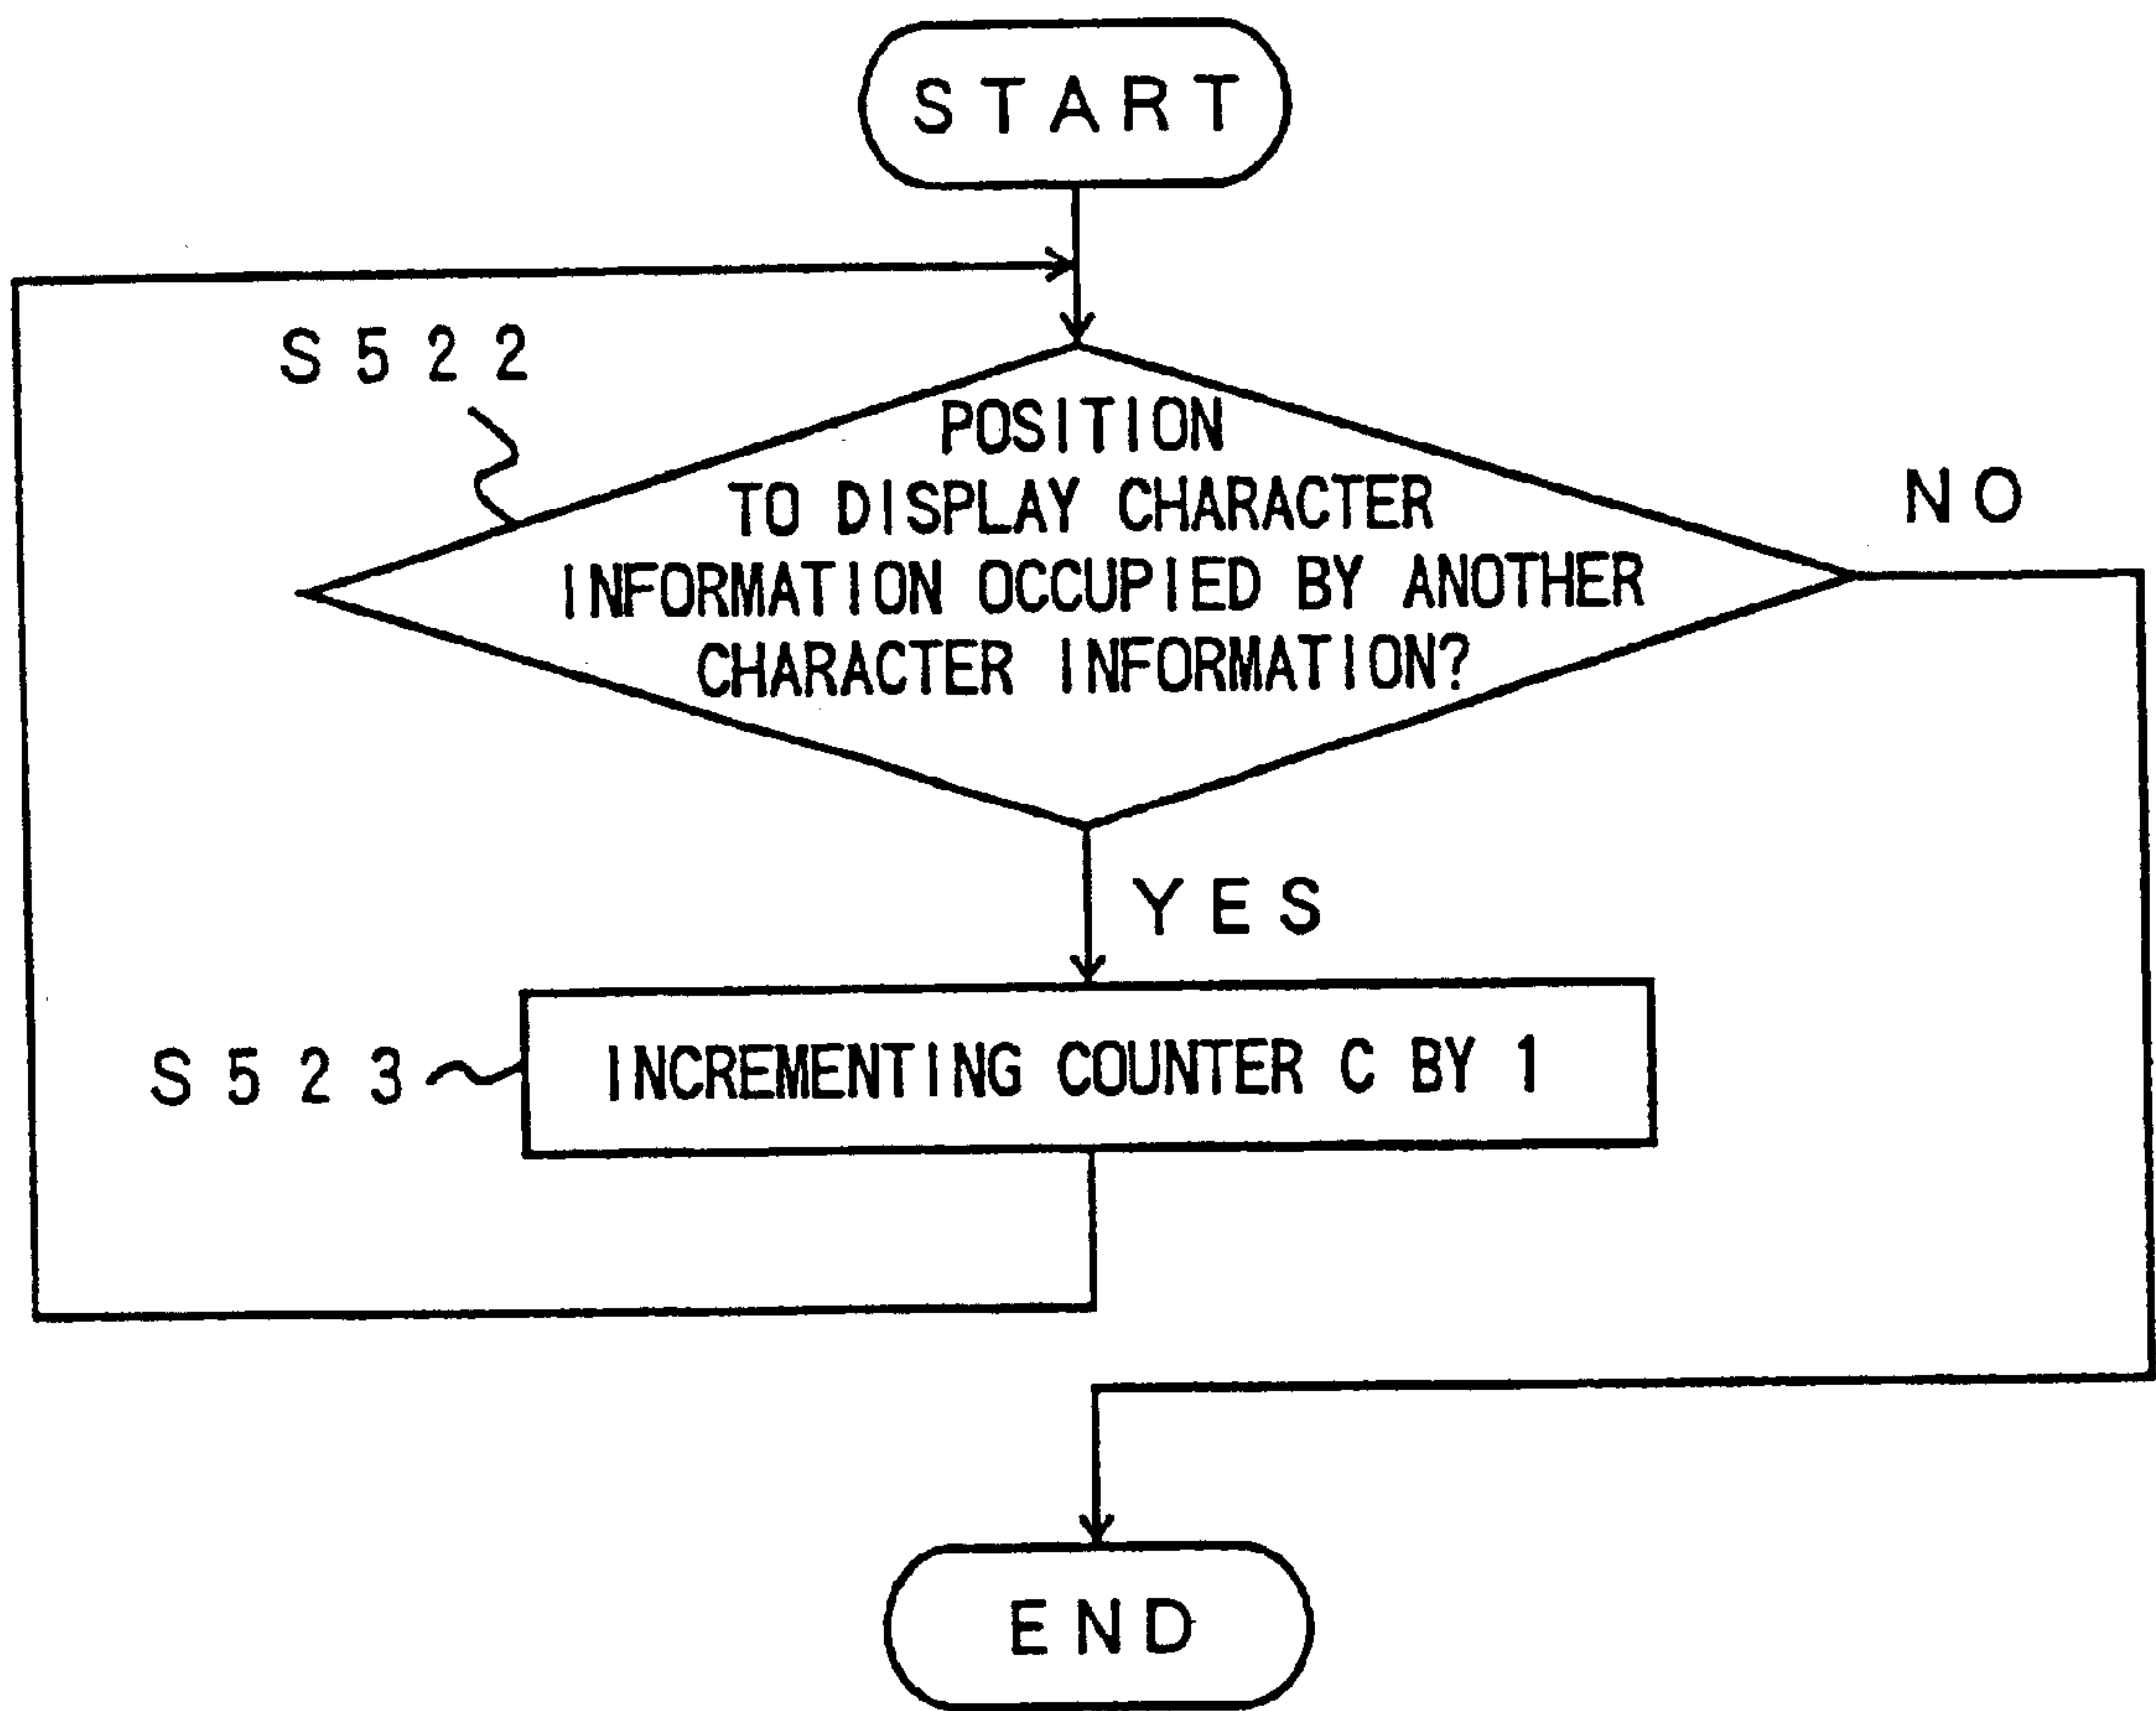 START
S522
POSITION
TO DISPLAY CHARACTER
INFORMATION OCCUPIED BY ANOTHER
CHARACTER INFORMATION?
NO
YES
S523
INCREMENTING COUNTER C BY 1
END